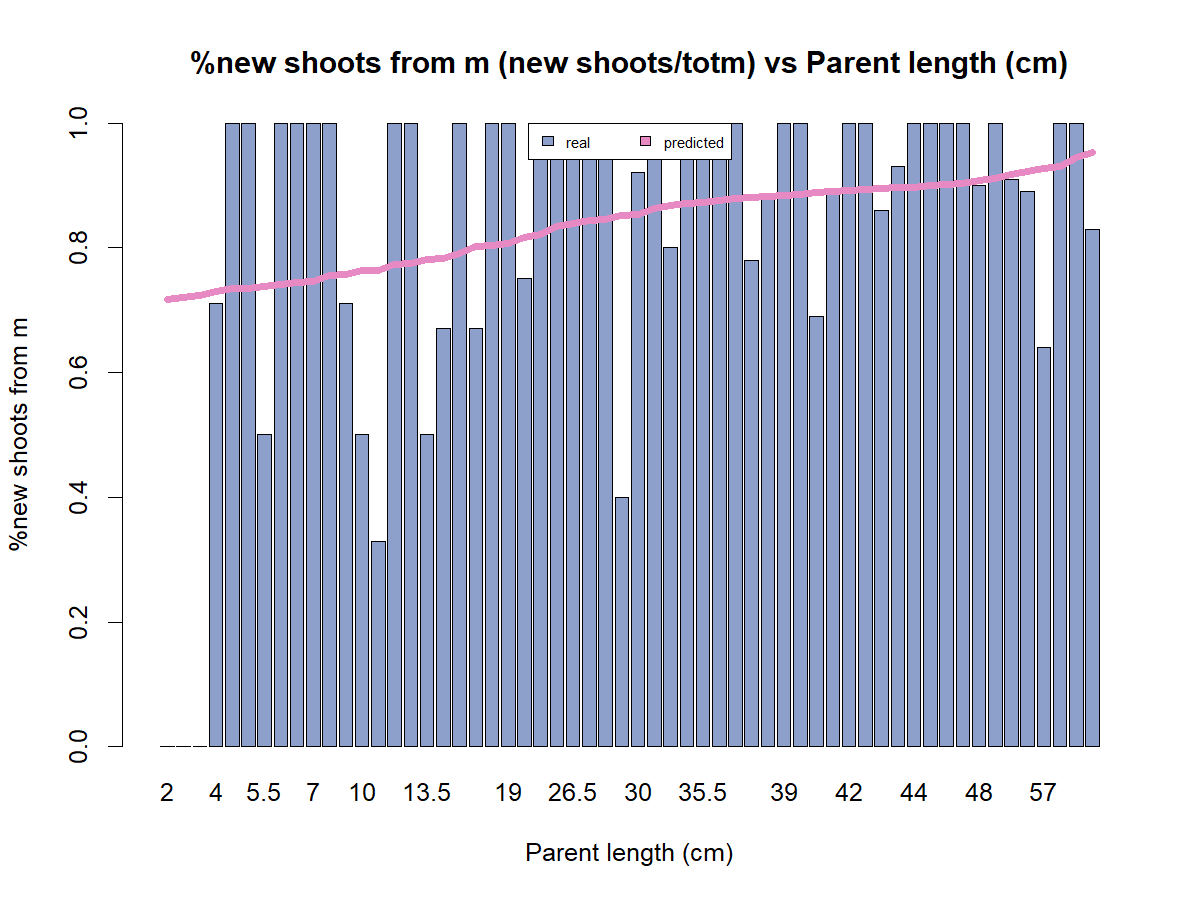 %new shoots from m (new shoots/totm) vs Parent length (cm)
real predicted
%new shoots from m
1.0
0.8
0.6
0.4
0.2
0.0
2 4 5.5 7 10 13.5 19 26.5 30 35.5 39 42 44 48 57
Parent length (cm)